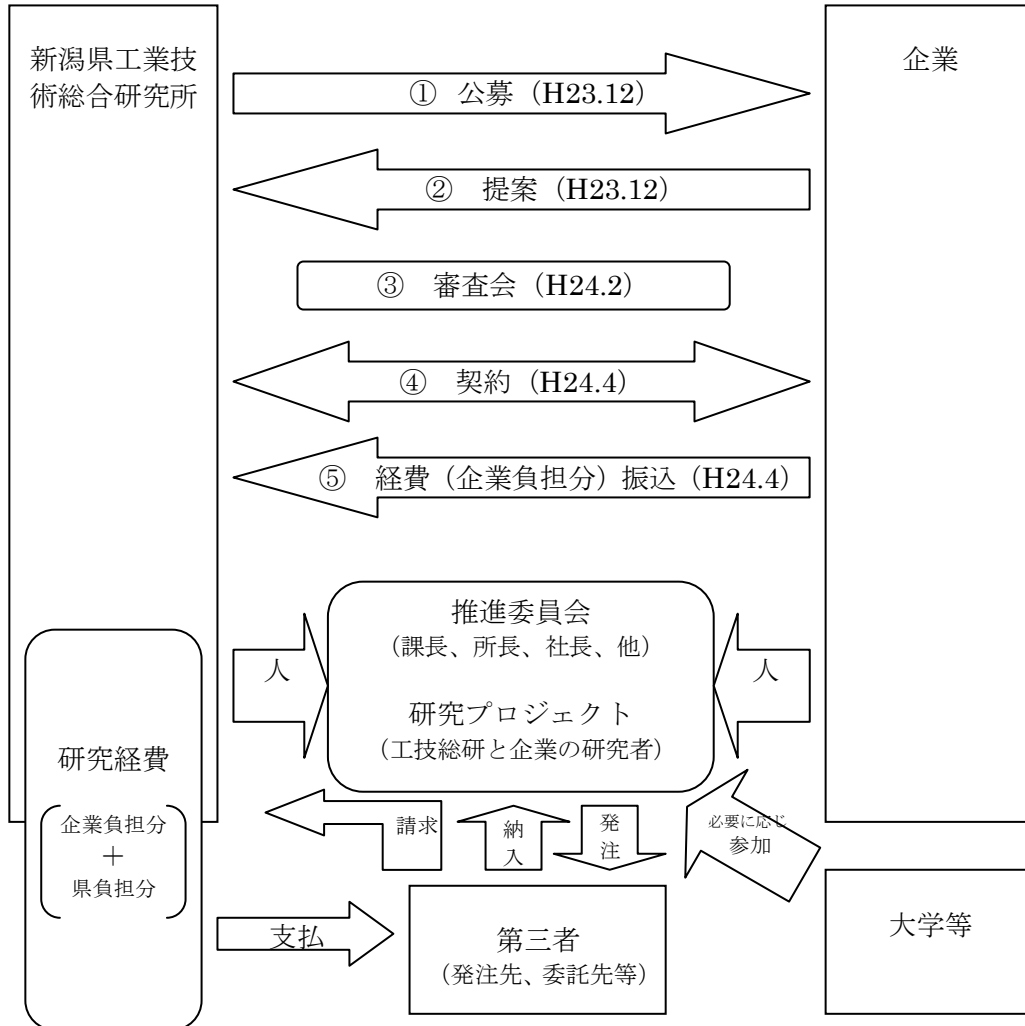 新潟県工業技
術総合研究所
企業
① 公募（H23.12）
② 提案（H23.12）
③ 審査会（H24.2）
④ 契約（H24.4）
⑤ 経費（企業負担分）振込（H24.4）
推進委員会
（課長、所長、社長、他）
人
人
研究プロジェクト
（工技総研と企業の研究者）
研究経費
企業負担分
＋
県負担分
請求
納入
発注
必要に応じ
参加
支払
第三者
（発注先、委託先等）
大学等